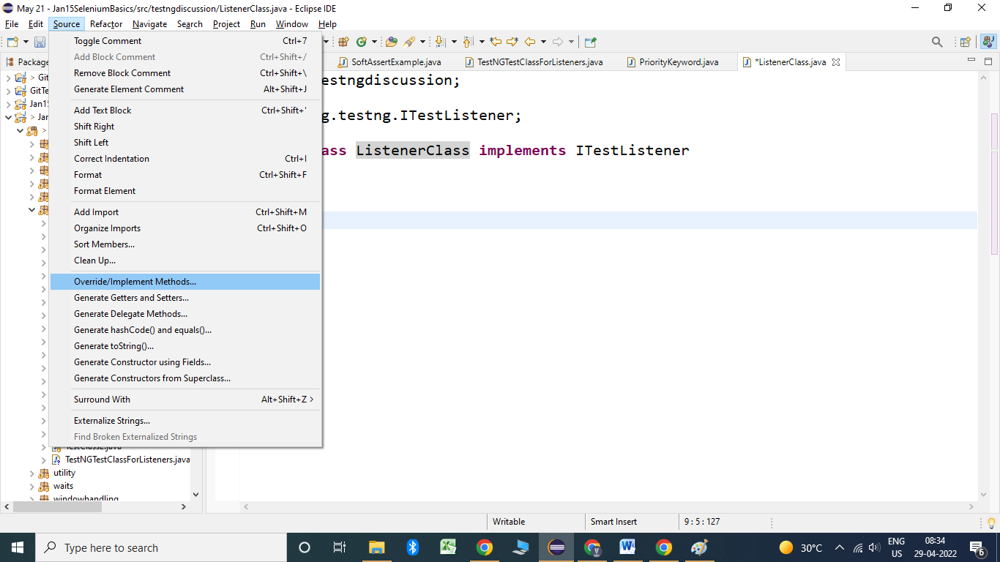 May 21 - Jan15SeleniumBasics/src/testngdiscussion/ListenerClass.java - Eclipse IDE
File Edit Source Refactor Navigate Search Project Run Window Help
Package
SoftAssertExample.java TestNGTestClassForListeners.java PriorityKeyword.java *ListenerClass.java
Toggle Comment Ctrl+7
Add Block Comment Ctrl+Shift+/
Remove Block Comment Ctrl+Shift+\
Generate Element Comment Alt+Shift+J
Add Text Block Ctrl+Shift+'
Shift Right
Shift Left
Correct Indentation Ctrl+I
Format Ctrl+Shift+F
Format Element
Add Import Ctrl+Shift+M
Organize Imports Ctrl+Shift+O
Sort Members...
Clean Up...
Override/Implement Methods...
Generate Getters and Setters...
Generate Delegate Methods...
Generate hashCode() and equals()...
Generate toString()...
Generate Constructor using Fields...
Generate Constructors from Superclass...
Surround With Alt+Shift+Z >
Externalize Strings...
Find Broken Externalized Strings
> Git
GitTe
Jan15
> Jan
>
TestClass2.java
TestNGTestClassForListeners.java
utility
waits
windowhandling
estngdiscussion;
g.testng.ITestListener;
ass ListenerClass implements ITestListener
Writable Smart Insert 9 : 5 : 127
Type here to search
30°C
ENG
US
08:34
29-04-2022
6